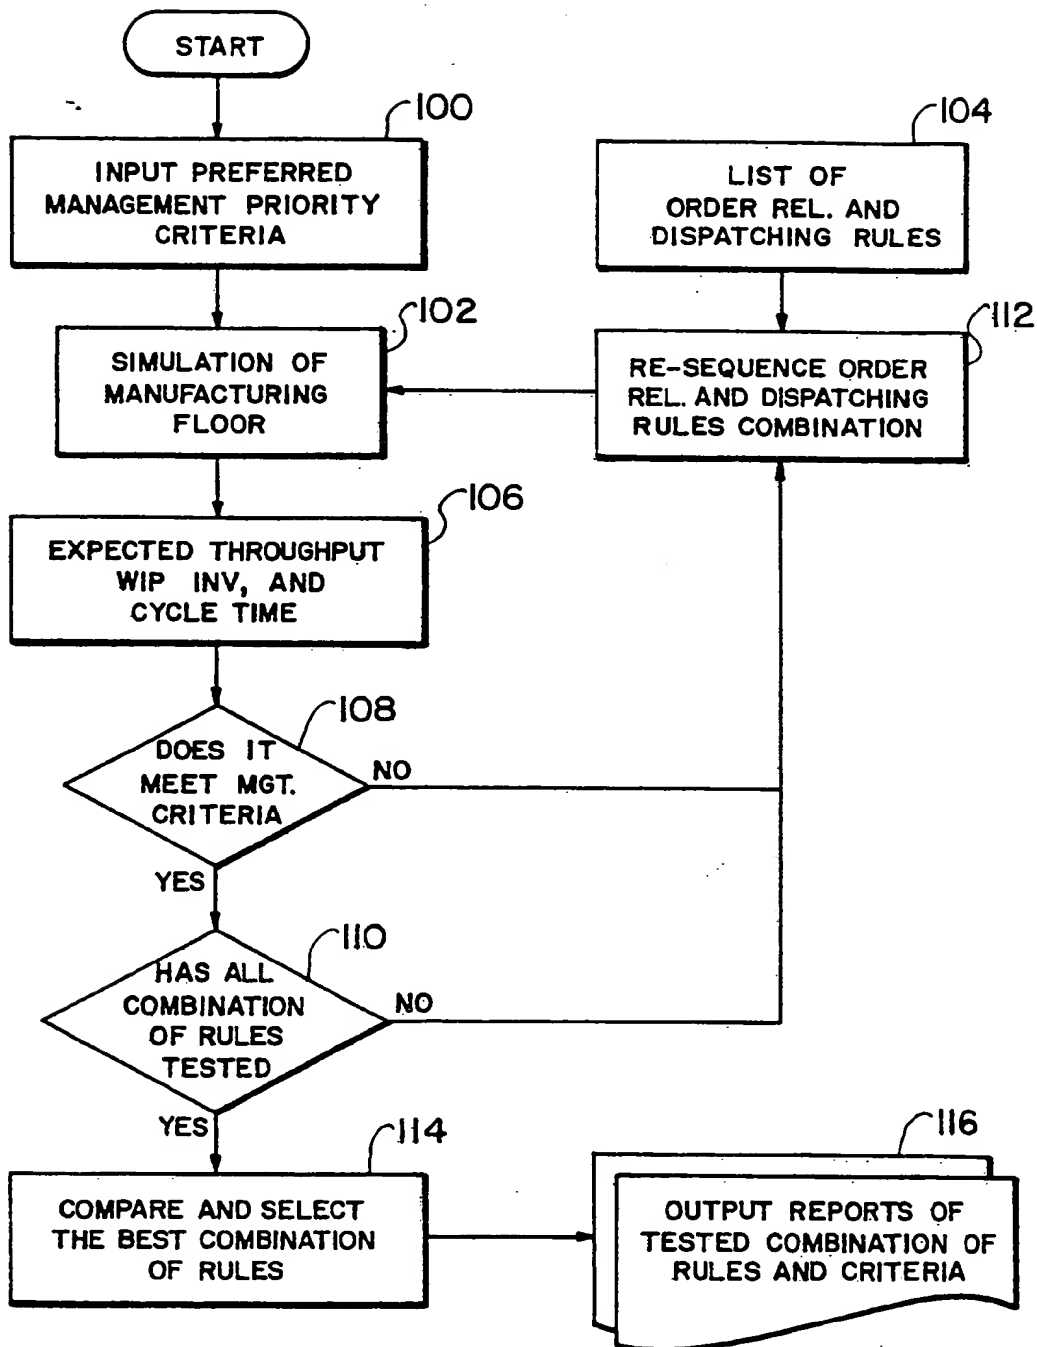 START
100
INPUT PREFERRED
MANAGEMENT PRIORITY
CRITERIA
104
LIST OF
ORDER REL. AND
DISPATCHING RULES
102
SIMULATION OF
MANUFACTURING
FLOOR
112
RE-SEQUENCE ORDER
REL. AND DISPATCHING
RULES COMBINATION
106
EXPECTED THROUGHPUT
WIP INV, AND
CYCLE TIME
108
DOES IT
MEET MGT.
CRITERIA
NO
YES
110
HAS ALL
COMBINATION
OF RULES
TESTED
NO
YES
114
COMPARE AND SELECT
THE BEST COMBINATION
OF RULES
116
OUTPUT REPORTS OF
TESTED COMBINATION OF
RULES AND CRITERIA